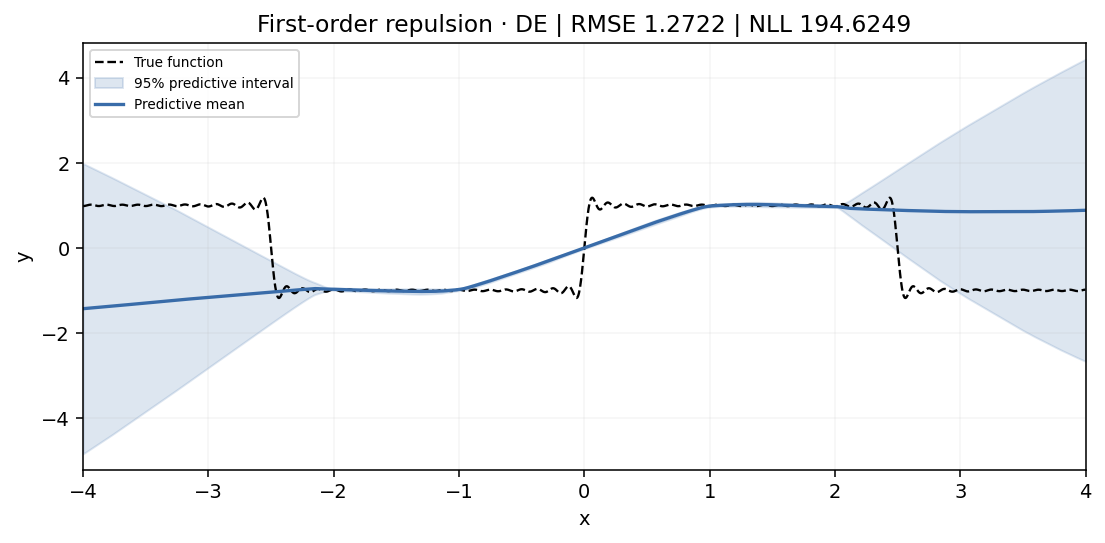 First-order repulsion · DE | RMSE 1.2722 | NLL 194.6249
True function
95% predictive interval
Predictive mean
4
2
0
−2
−4
y
−4
−3
−2
−1
0
1
2
3
4
x